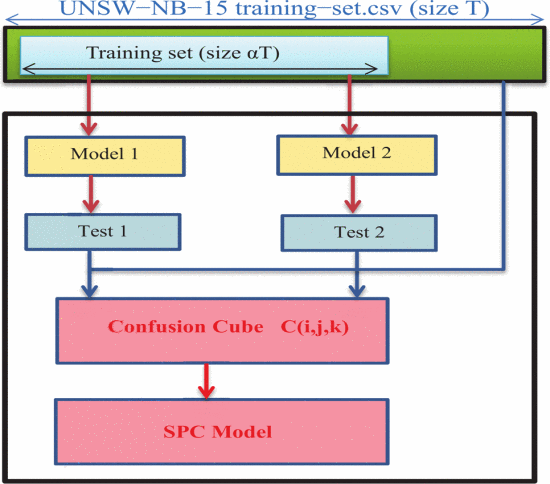 UNSW−NB−15 training−set.csv (size T)
Training set (size αT)
Model 1
Model 2
Test 1
Test 2
Confusion Cube C(i,j,k)
SPC Model